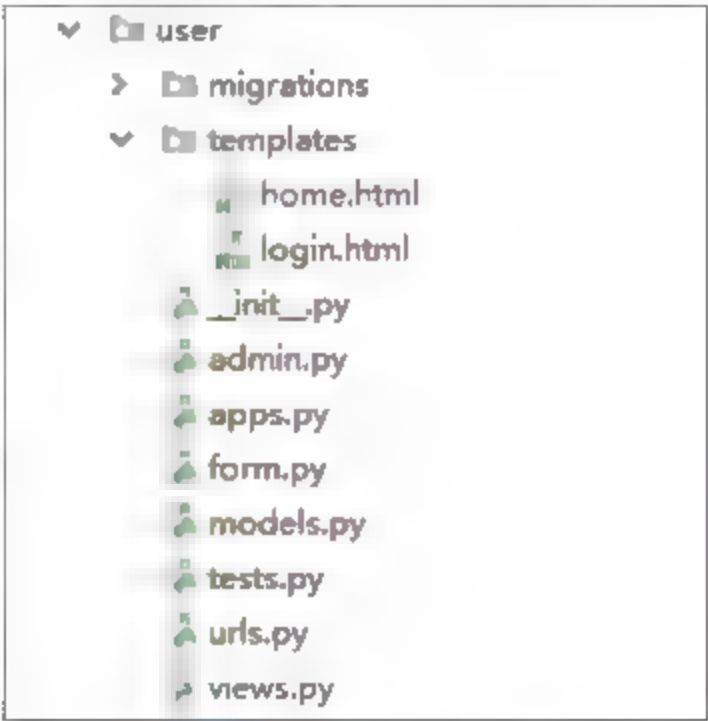 user
migrations
templates
home.html
login.html
__init__.py
admin.py
apps.py
form.py
models.py
tests.py
urls.py
views.py